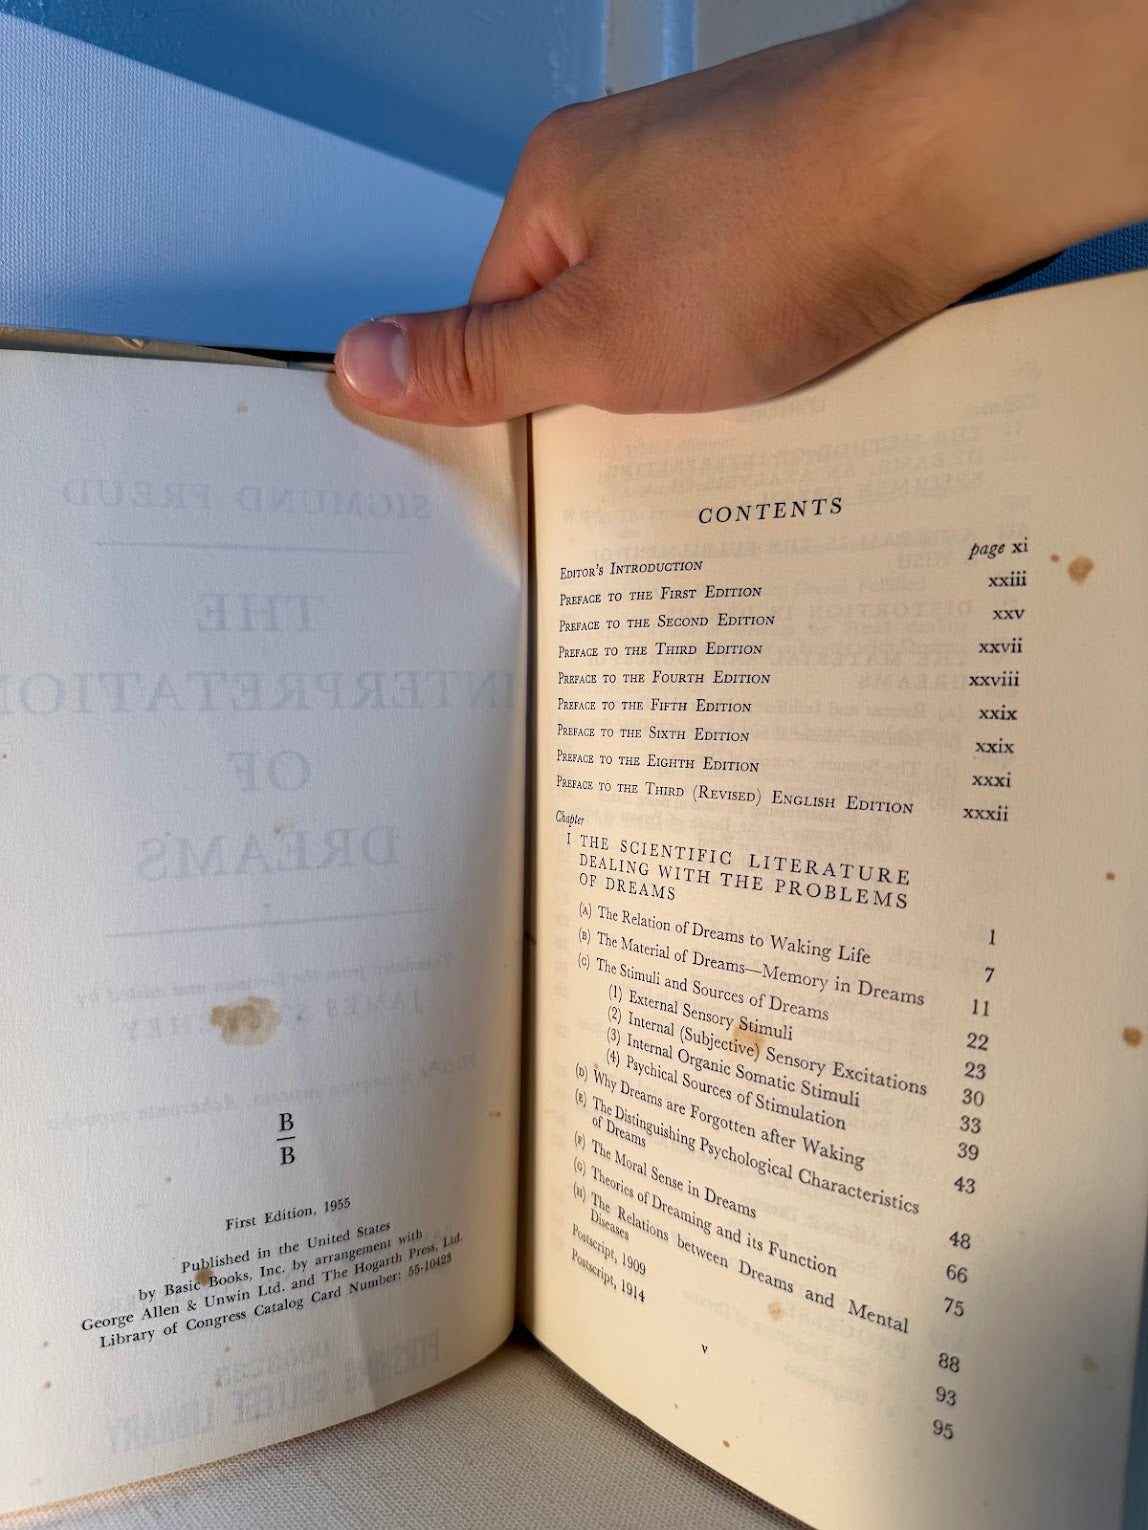 SIGMUND FREUD
THE
INTERPRETATION
OF
DREAMS
B
B
First Edition, 1955
Published in the United States
by Basic Books, Inc. by arrangement with
George Allen & Unwin Ltd. and The Hogarth Press, Ltd.
Library of Congress Catalog Card Number: 55-10423
CONTENTS
EDITOR'S INTRODUCTION page xi
PREFACE TO THE FIRST EDITION xxiii
PREFACE TO THE SECOND EDITION xxv
PREFACE TO THE THIRD EDITION xxvii
PREFACE TO THE FOURTH EDITION xxviii
PREFACE TO THE FIFTH EDITION xxix
PREFACE TO THE SIXTH EDITION xxix
PREFACE TO THE EIGHTH EDITION xxxi
PREFACE TO THE THIRD (REVISED) ENGLISH EDITION xxxii
Chapter
I THE SCIENTIFIC LITERATURE
DEALING WITH THE PROBLEMS
OF DREAMS 1
(A) The Relation of Dreams to Waking Life 7
(B) The Material of Dreams—Memory in Dreams 11
(C) The Stimuli and Sources of Dreams 22
(1) External Sensory Stimuli 23
(2) Internal (Subjective) Sensory Excitations 30
(3) Internal Organic Somatic Stimuli 33
(4) Psychical Sources of Stimulation 39
(D) Why Dreams are Forgotten after Waking 43
(E) The Distinguishing Psychological Characteristics
of Dreams 48
(F) The Moral Sense in Dreams 66
(G) Theories of Dreaming and its Function 75
(H) The Relations between Dreams and Mental
Diseases 88
Postscript, 1909 93
Postscript, 1914 95
v